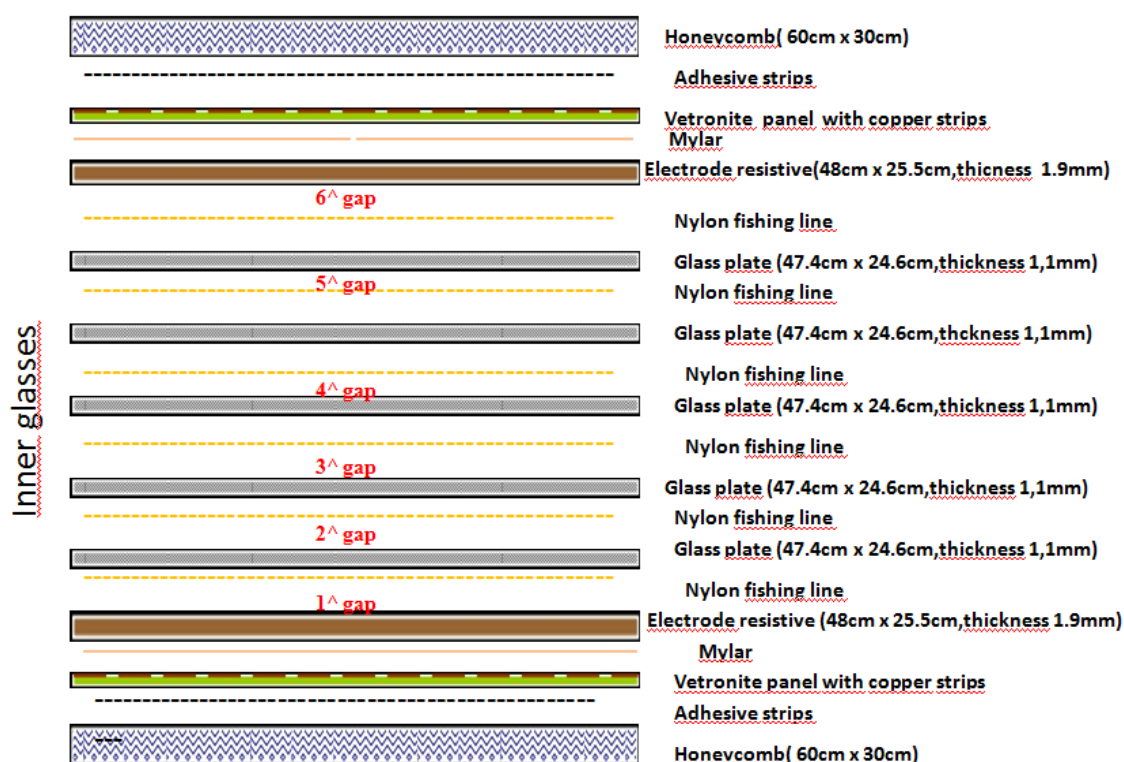 Honeycomb( 60cm x 30cm)
Adhesive strips
Vetronite panel with copper strips
Mylar
Electrode resistive(48cm x 25.5cm,thicness 1.9mm)
6^ gap
Nylon fishing line
Glass plate (47.4cm x 24.6cm,thickness 1,1mm)
5^ gap
Nylon fishing line
Inner glasses
Glass plate (47.4cm x 24.6cm,thckness 1,1mm)
Nylon fishing line
4^ gap
Glass plate (47.4cm x 24.6cm,thickness 1,1mm)
Nylon fishing line
3^ gap
Glass plate (47.4cm x 24.6cm,thickness 1,1mm)
Nylon fishing line
2^ gap
Glass plate (47.4cm x 24.6cm,thickness 1,1mm)
Nylon fishing line
1^ gap
Electrode resistive (48cm x 25.5cm,thickness 1.9mm)
Mylar
Vetronite panel with copper strips
Adhesive strips
Honeycomb( 60cm x 30cm)